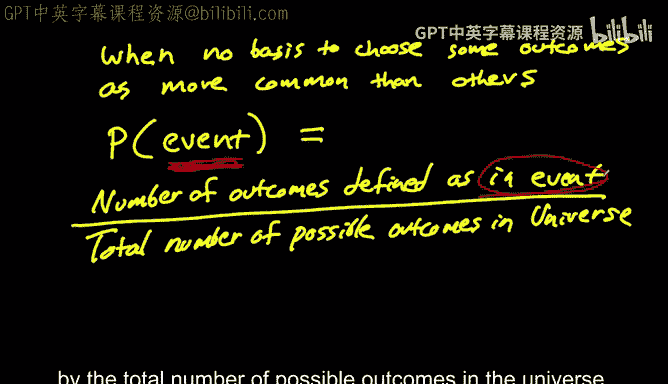 GPT中英字幕课程资源@bilibili.com
GPT中英字幕课程资源 bilibili
when no basis to choose some outcomes
as more common than others
P(event) =
Number of outcomes defined as in event
Total number of possible outcomes in Universe
by the total number of possible outcomes in the universe